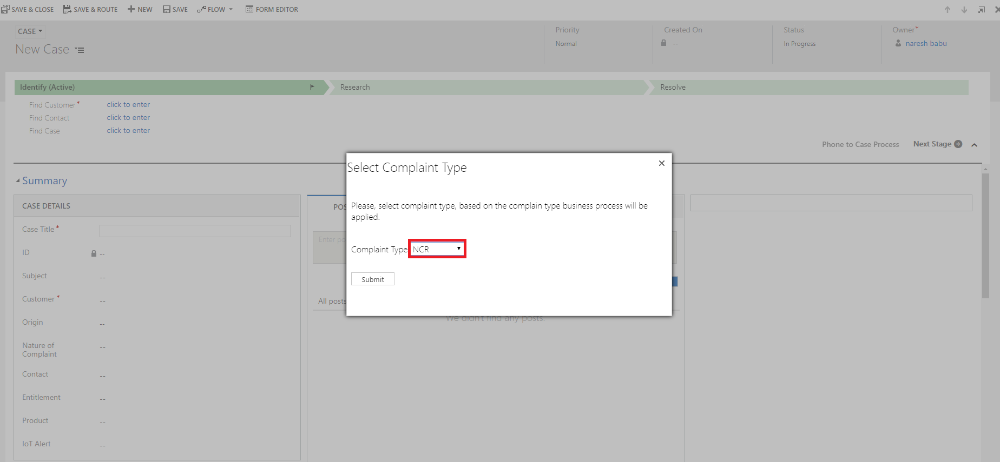 SAVE & CLOSE SAVE & ROUTE NEW SAVE FLOW FORM EDITOR
CASE
New Case
Priority
Normal
Created On
--
Status
In Progress
Owner*
naresh babu
Identify (Active) Research Resolve
Find Customer* click to enter
Find Contact click to enter
Find Case click to enter
Phone to Case Process Next Stage
Summary
CASE DETAILS
Case Title *
ID --
Subject --
Customer * --
Origin --
Nature of
Complaint --
Contact --
Entitlement --
Product --
IoT Alert --
POS
Enter po
All posts
We didn't find any posts.
Select Complaint Type
Please, select complaint type, based on the complain type business process will be
applied.
Complaint Type NCR
Submit